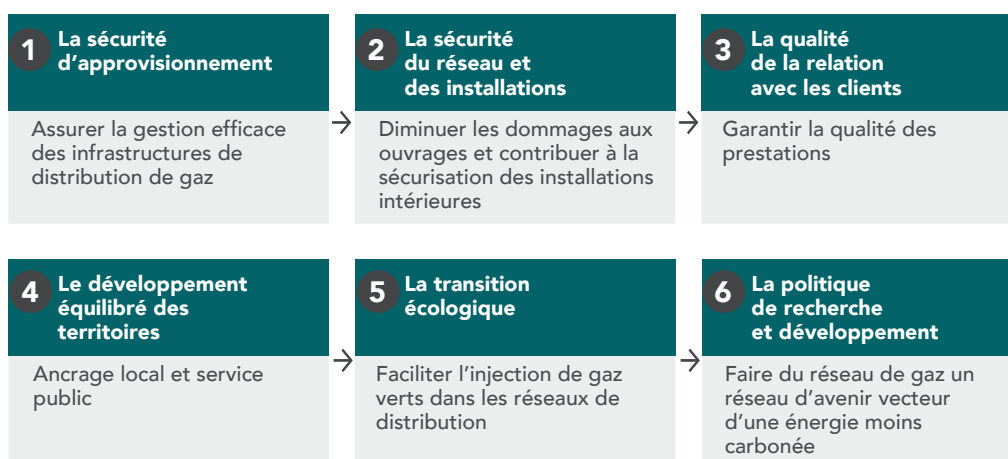 1
La sécurité
d'approvisionnement
Assurer la gestion efficace
des infrastructures de
distribution de gaz
→
2
La sécurité
du réseau et
des installations
Diminuer les dommages aux
ouvrages et contribuer à la
sécurisation des installations
intérieures
→
3
La qualité
de la relation
avec les clients
Garantir la qualité des
prestations
4
Le développement
équilibré des
territoires
Ancrage local et service
public
→
5
La transition
écologique
Faciliter l'injection de gaz
verts dans les réseaux de
distribution
→
6
La politique
de recherche
et développement
Faire du réseau de gaz un
réseau d'avenir vecteur
d'une énergie moins
carbonée